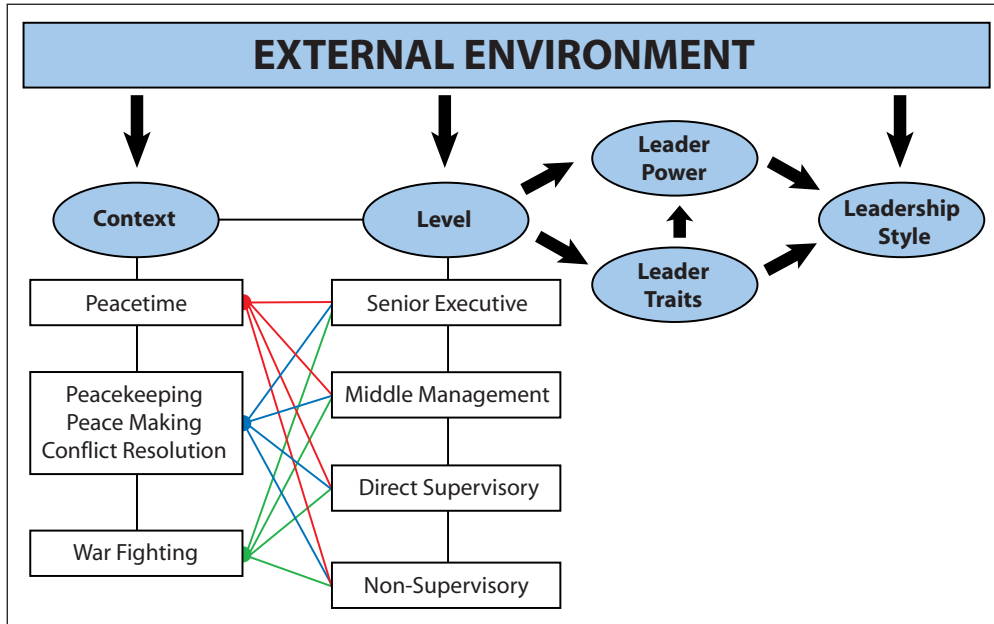 EXTERNAL ENVIRONMENT
Leader
Power
Context
Level
Leadership
Style
Leader
Traits
Peacetime
Senior Executive
Peacekeeping
Peace Making
Conflict Resolution
Middle Management
Direct Supervisory
War Fighting
Non-Supervisory